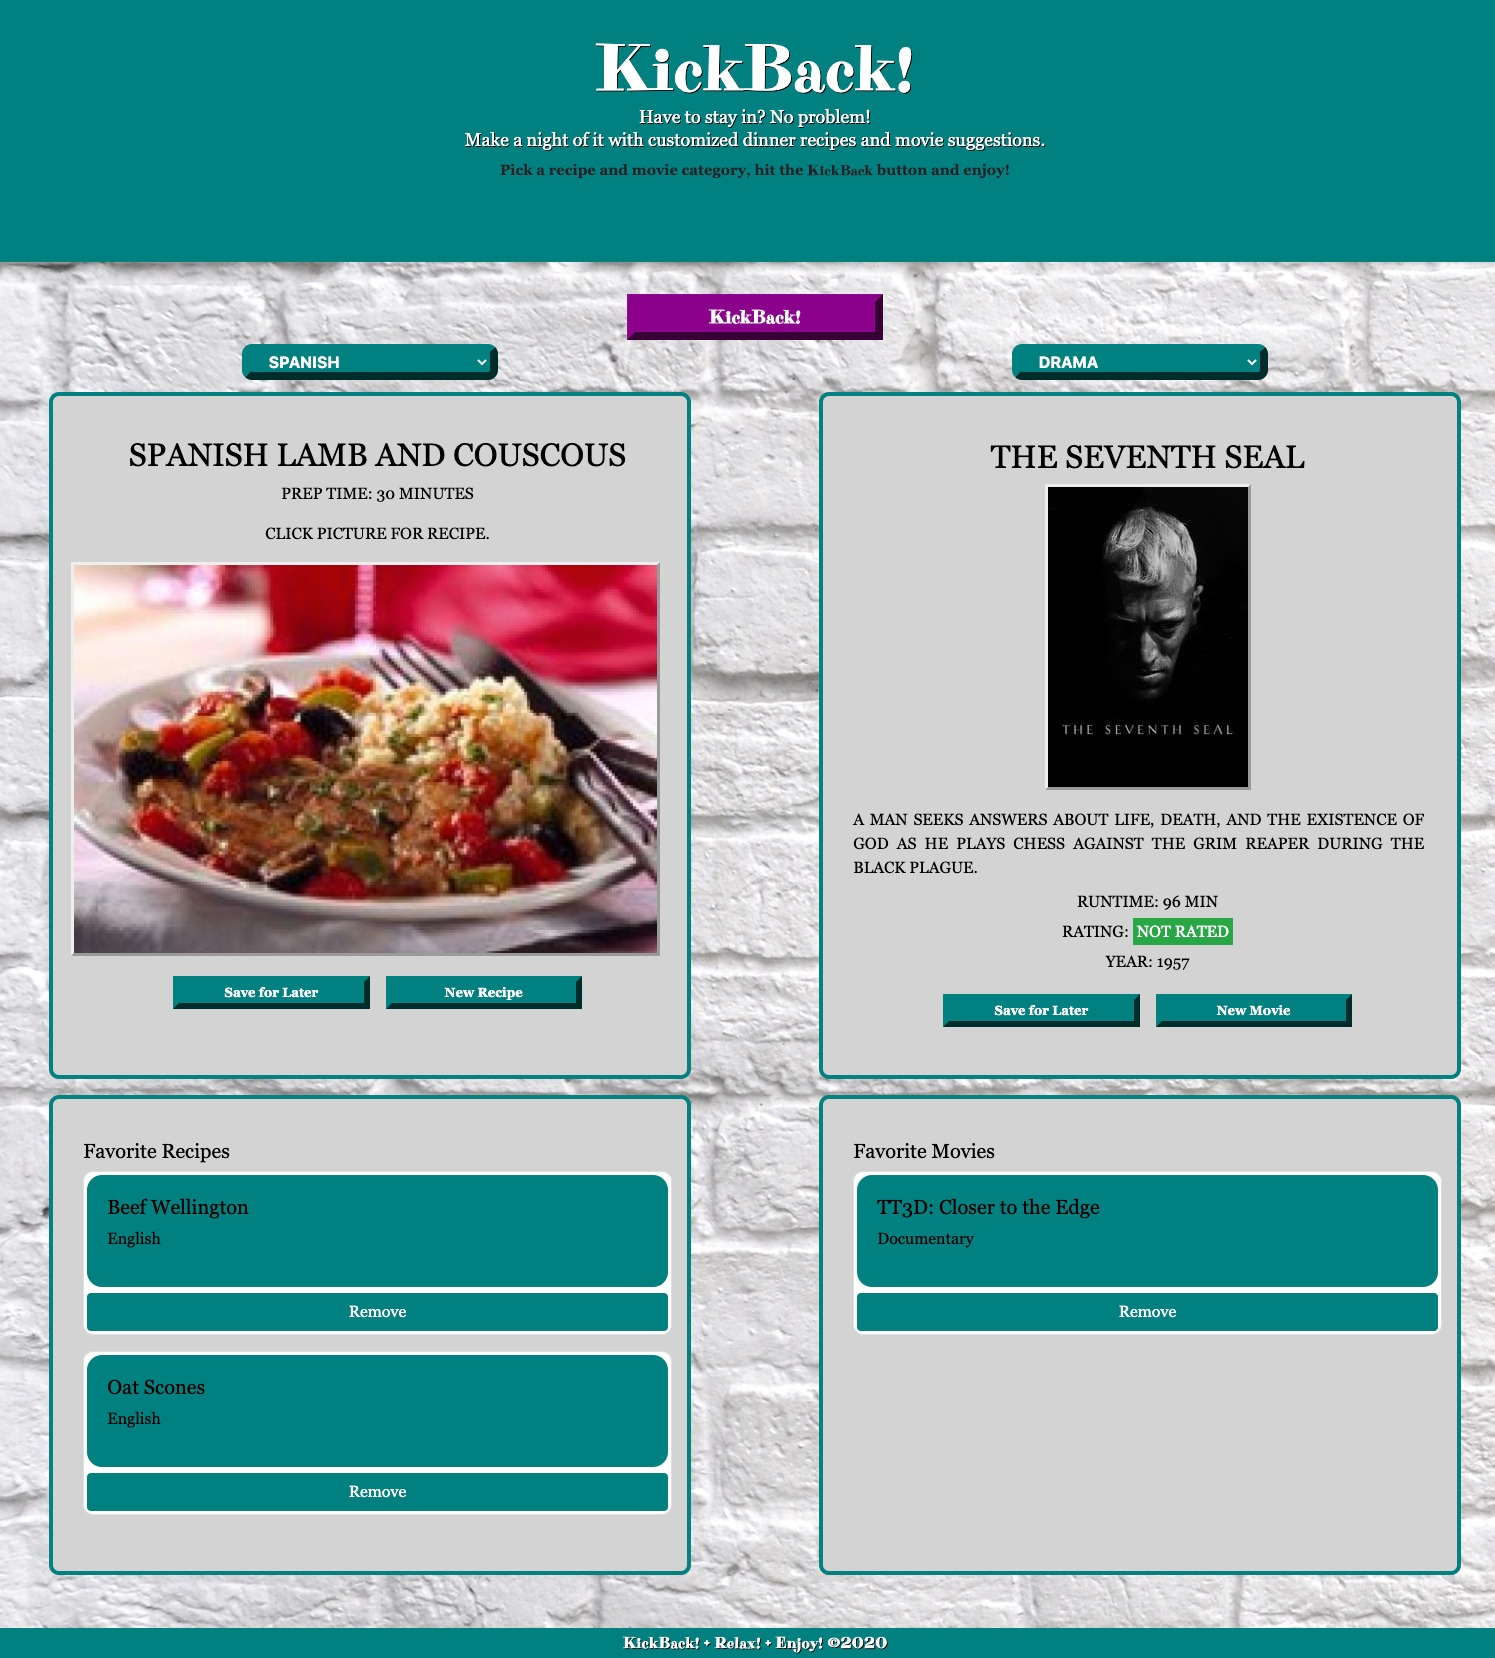 KickBack!
Have to stay in? No problem!
Make a night of it with customized dinner recipes and movie suggestions.
Pick a recipe and movie category, hit the KickBack button and enjoy!
KickBack!
SPANISH
DRAMA
SPANISH LAMB AND COUSCOUS
PREP TIME: 30 MINUTES
CLICK PICTURE FOR RECIPE.
Save for Later
New Recipe
THE SEVENTH SEAL
THE SEVENTH SEAL
A MAN SEEKS ANSWERS ABOUT LIFE, DEATH, AND THE EXISTENCE OF
GOD AS HE PLAYS CHESS AGAINST THE GRIM REAPER DURING THE
BLACK PLAGUE.
RUNTIME: 96 MIN
RATING: NOT RATED
YEAR: 1957
Save for Later
New Movie
Favorite Recipes
Beef Wellington
English
Remove
Oat Scones
English
Remove
Favorite Movies
TT3D: Closer to the Edge
Documentary
Remove
KickBack! + Relax! + Enjoy! ©2020